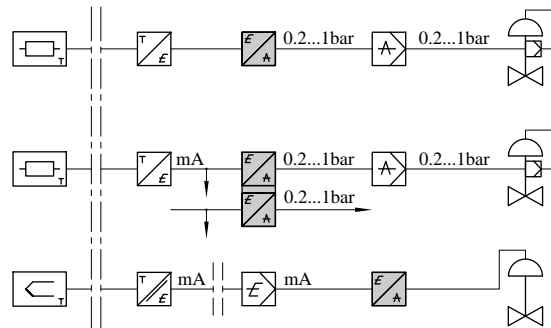 T E E A 0.2...1bar A 0.2...1bar
T
T E mA E A 0.2...1bar A 0.2...1bar
T
E A 0.2...1bar
T E mA E mA E A
T